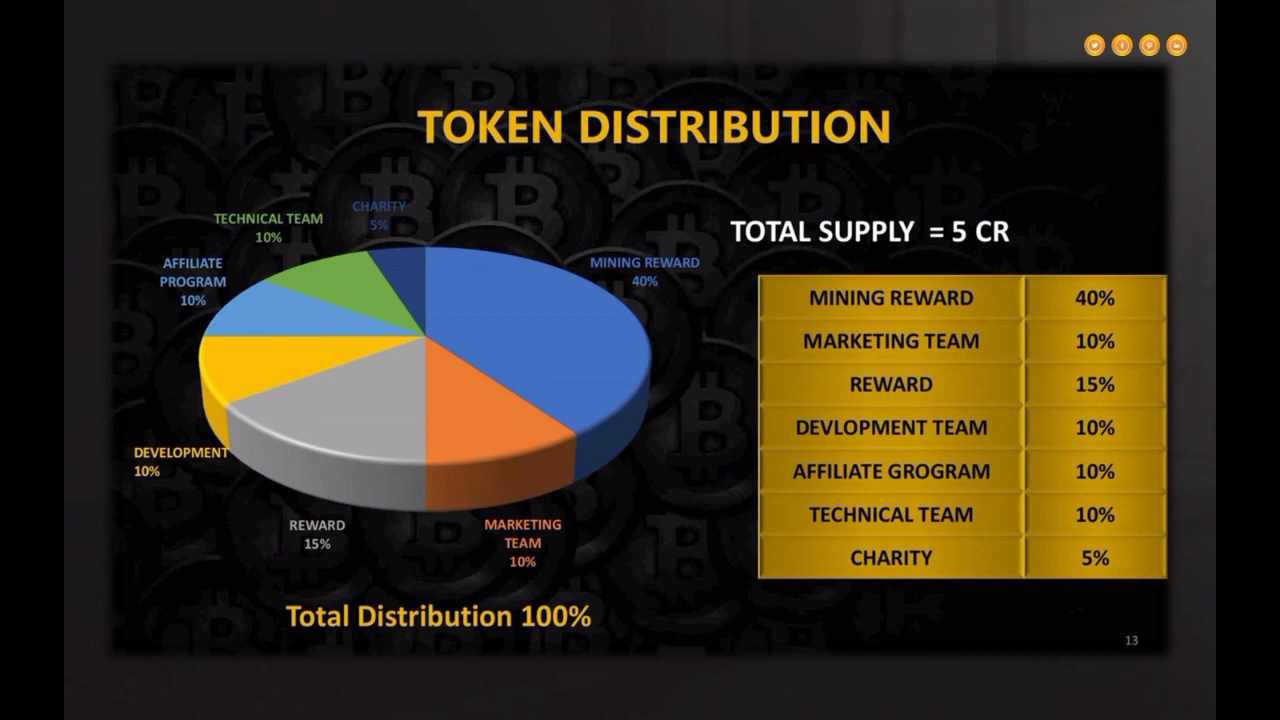 TOKEN DISTRIBUTION
CHARITY
5%
TECHNICAL TEAM
10%
AFFILIATE
PROGRAM
10%
MINING REWARD
40%
DEVELOPMENT
10%
REWARD
15%
MARKETING
TEAM
10%
Total Distribution 100%
TOTAL SUPPLY = 5 CR
MINING REWARD 40%
MARKETING TEAM 10%
REWARD 15%
DEVLOPMENT TEAM 10%
AFFILIATE GROGRAM 10%
TECHNICAL TEAM 10%
CHARITY 5%
13